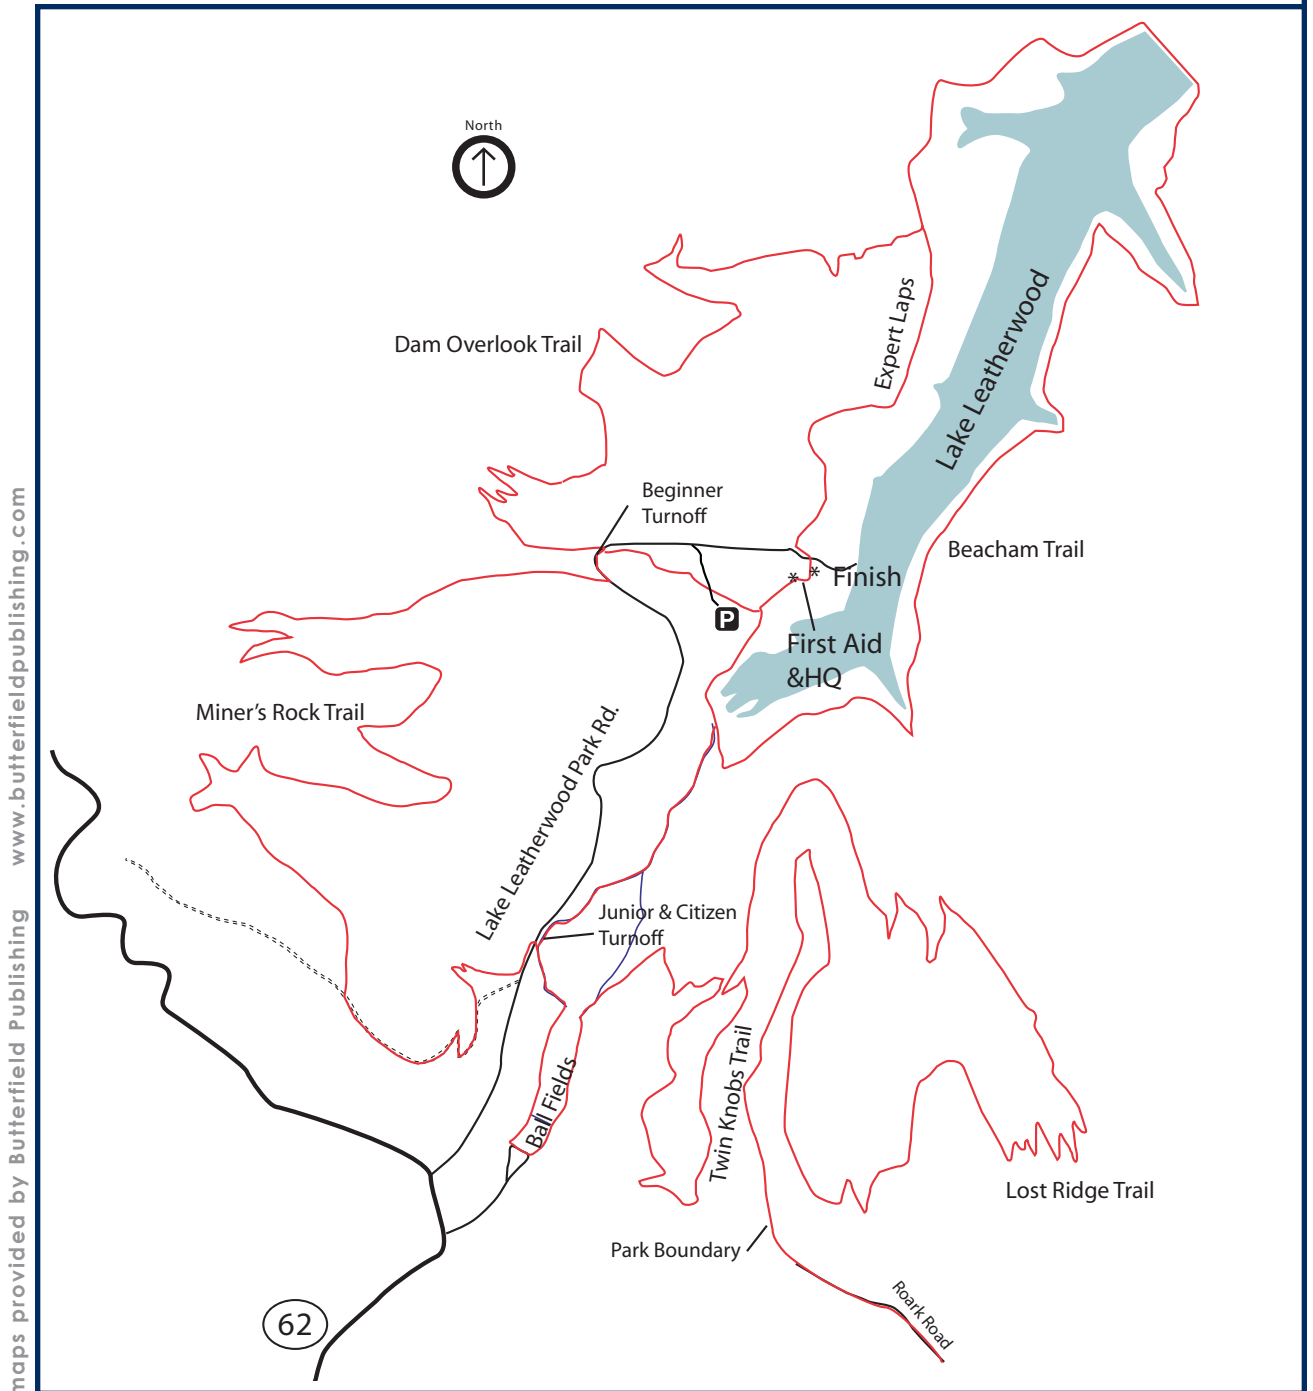 North
Dam Overlook Trail
Expert Laps
Lake Leatherwood
Beginner
Turnoff
Beacham Trail
* *
Finish
P
First Aid
&HQ
Miner's Rock Trail
Lake Leatherwood Park Rd.
Junior & Citizen
Turnoff
Ball Fields
Twin Knobs Trail
Lost Ridge Trail
Park Boundary
Roark Road
62
maps provided by Butterfield Publishing www.butterfieldpublishing.com